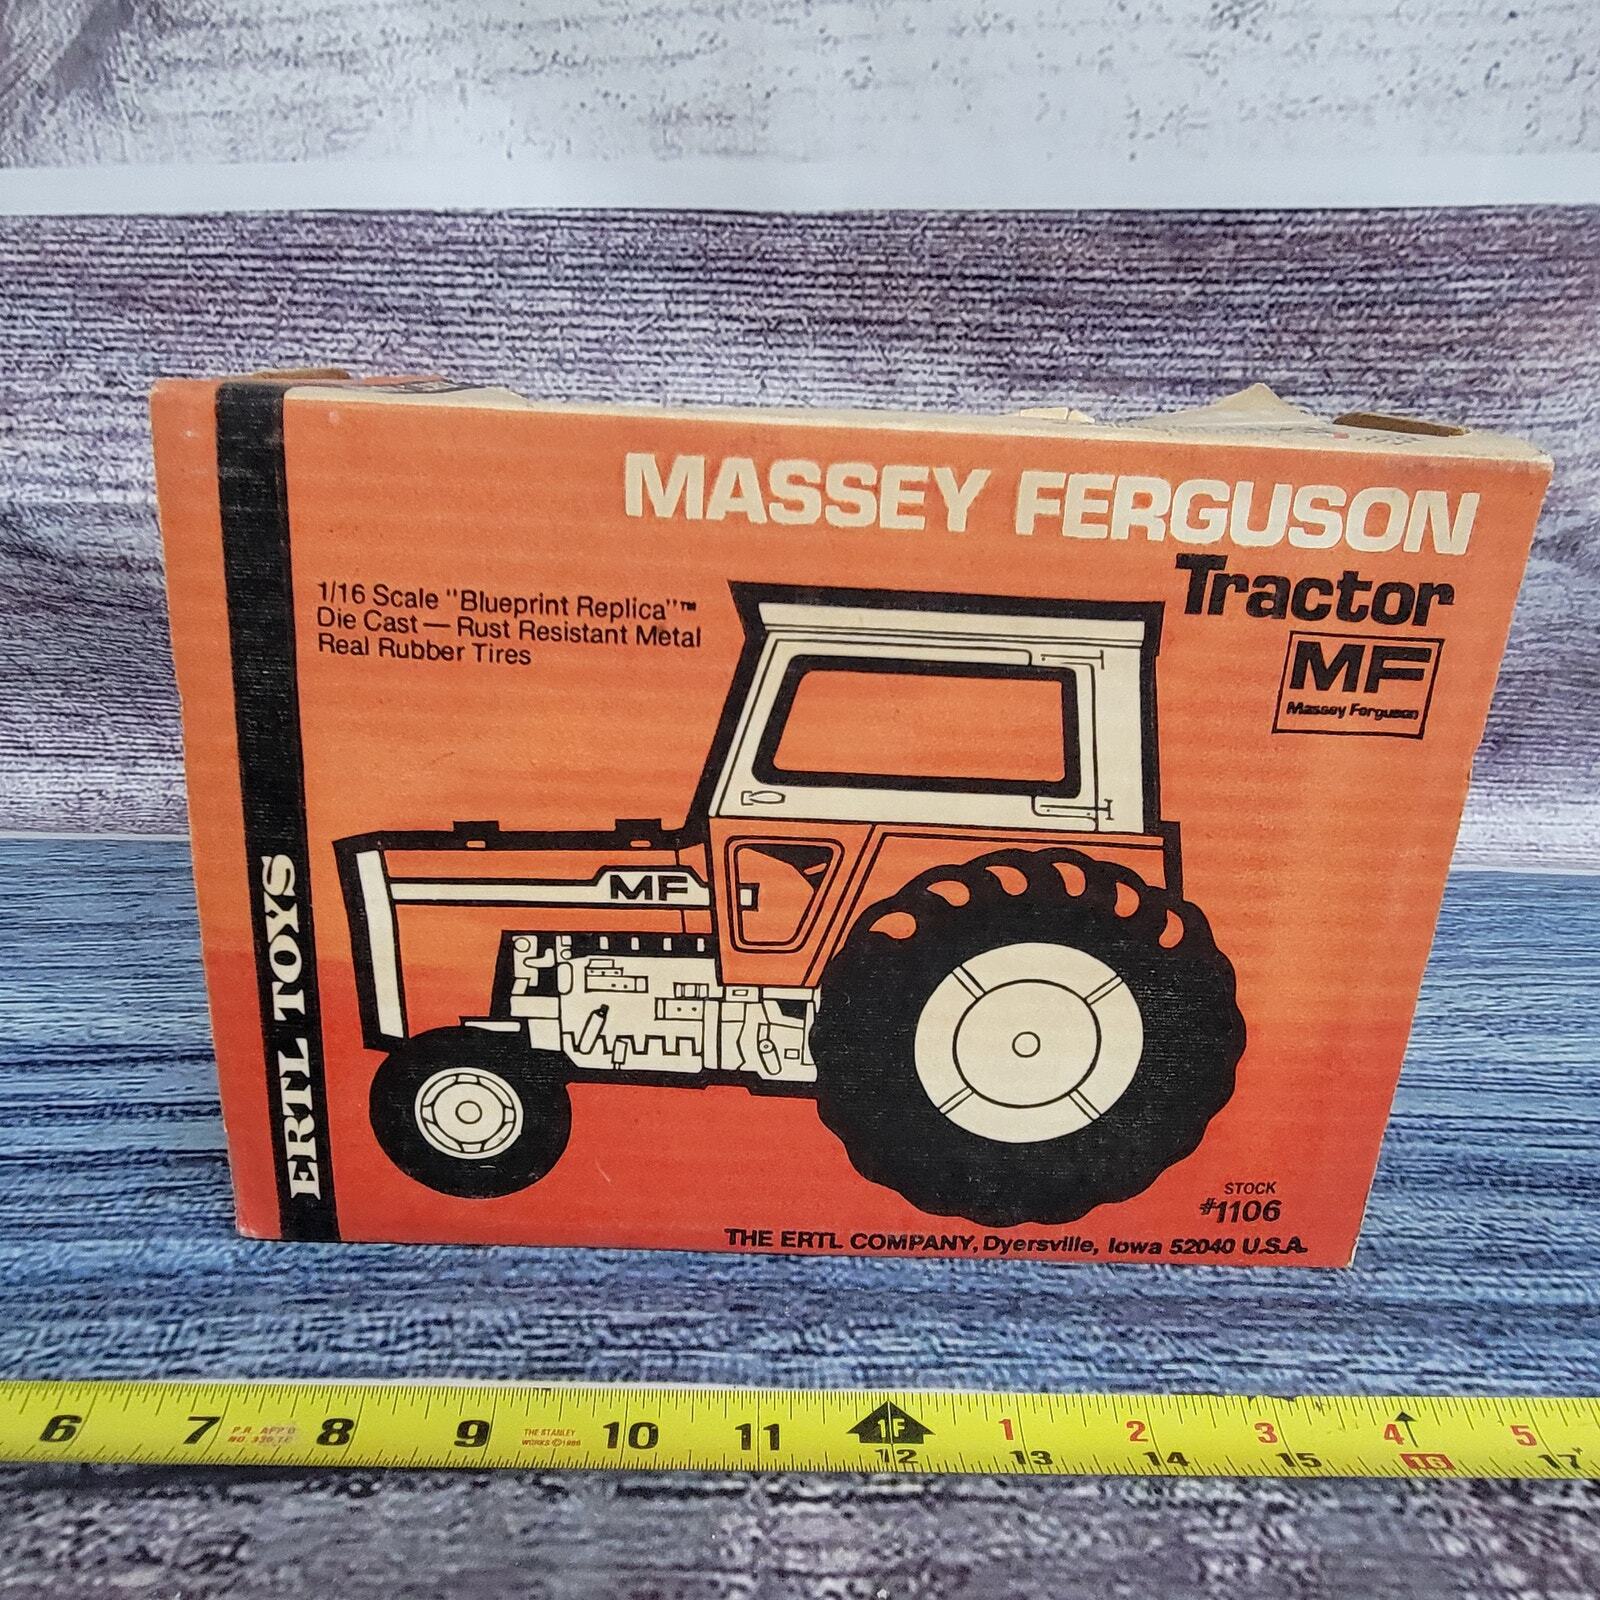 MASSEY FERGUSON
Tractor
MF
Massey Ferguson
1/16 Scale "Blueprint Replica"™
Die Cast — Rust Resistant Metal
Real Rubber Tires
MF
ERTL TOYS
STOCK
#1106
THE ERTL COMPANY, Dyersville, Iowa 52040 U.S.A.
6 7 8 9 10 11 1F 1 2 3 4 5
THE STANLEY
12 13 14 15 16 17